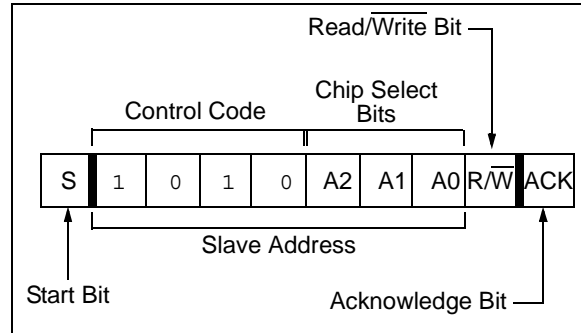 Read/Write Bit
Control Code
Chip Select
Bits
S 1 0 1 0 A2 A1 A0 R/W ACK
Slave Address
Start Bit
Acknowledge Bit